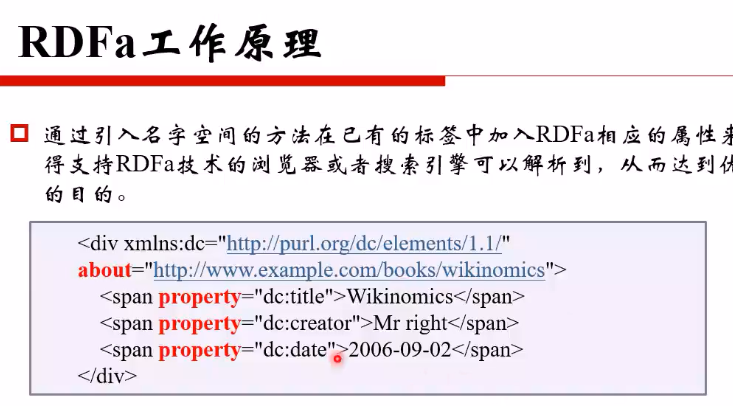 RDFa工作原理
通过引入名字空间的方法在已有的标签中加入RDFa相应的属性来
得支持RDFa技术的浏览器或者搜索引擎可以解析到，从而达到优
的目的。
<div xmlns:dc="http://purl.org/dc/elements/1.1/"
about="http://www.example.com/books/wikinomics">
<span property="dc:title">Wikinomics</span>
<span property="dc:creator">Mr right</span>
<span property="dc:date">2006-09-02</span>
</div>